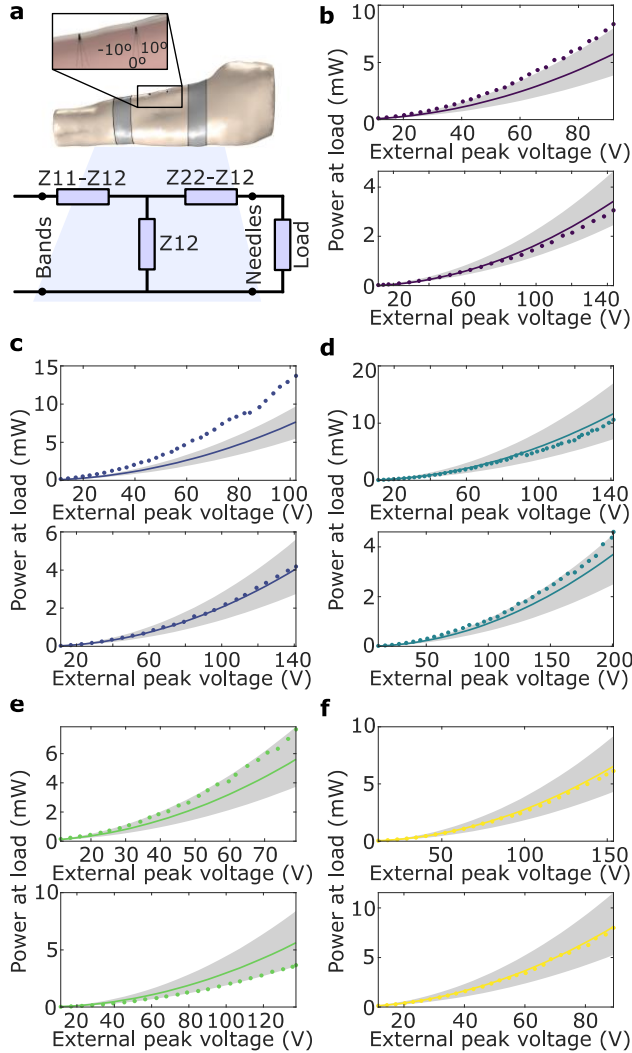 a
-10º 10º
0º
Z11-Z12
Z22-Z12
Z12
Bands
Needles
Load
b
10
5
0
20 40 60 80
External peak voltage (V)
4
2
0
20 60 100 140
External peak voltage (V)
Power at load (mW)
c
15
10
5
0
20 40 60 80 100
External peak voltage (V)
6
4
2
0
20 60 100 140
External peak voltage (V)
Power at load (mW)
d
20
10
0
20 40 60 80 100 120 140
External peak voltage (V)
4
2
0
50 100 150 200
External peak voltage (V)
Power at load (mW)
e
6
4
2
0
20 30 40 50 60 70
External peak voltage (V)
10
5
0
20 40 60 80 100 120
External peak voltage (V)
Power at load (mW)
f
10
5
0
50 100 150
External peak voltage (V)
10
5
0
20 40 60 80
External peak voltage (V)
Power at load (mW)